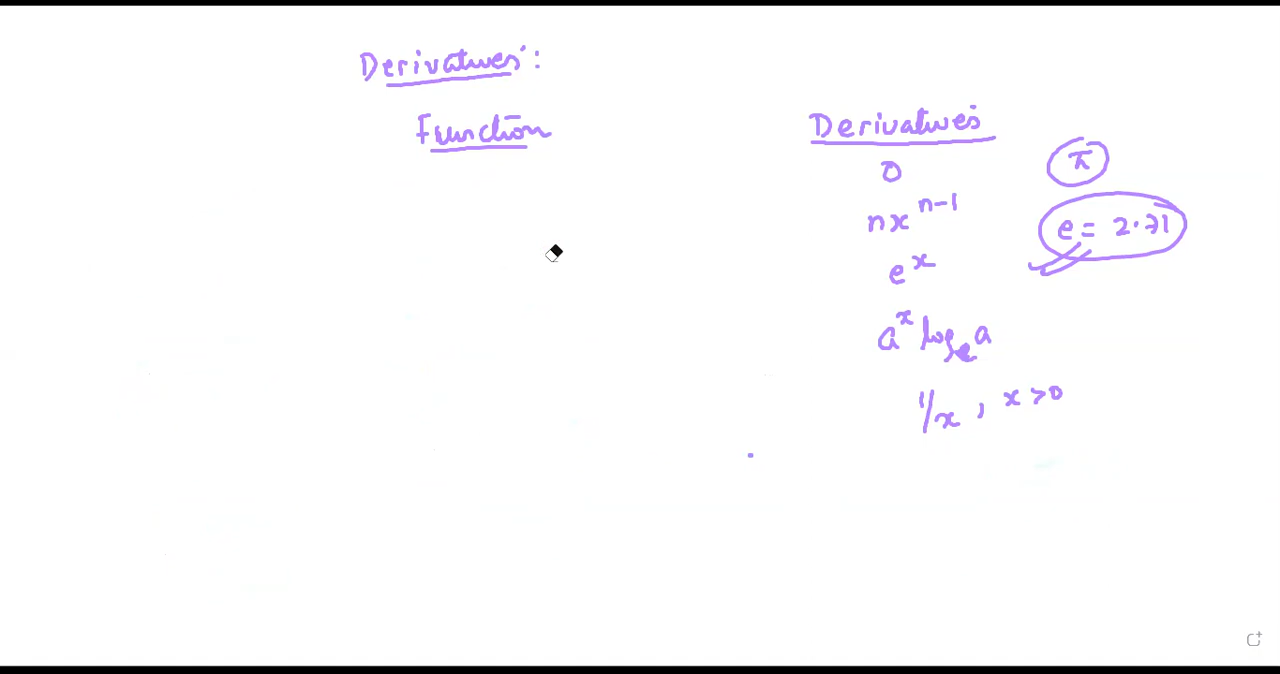 Derivatives:
Function
Derivatives
0
π
nx^{n-1}
e = 2.71
e^x
a^x log_e a
1/x, x>0